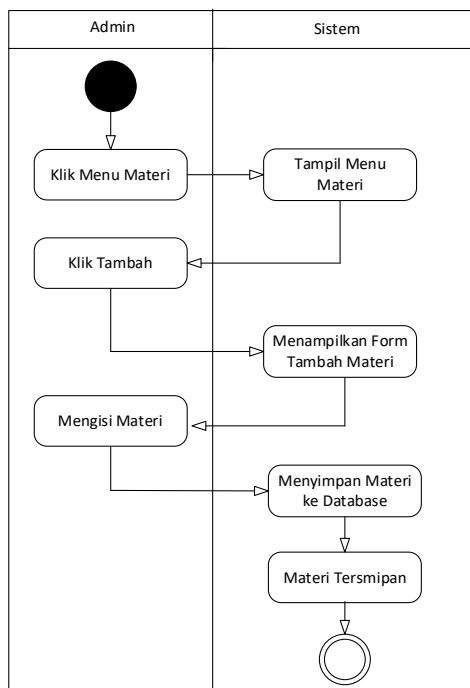 Admin
Sistem
Klik Menu Materi
Tampil Menu
Materi
Klik Tambah
Menampilkan Form
Tambah Materi
Mengisi Materi
Menyimpan Materi
ke Database
Materi Tersmipan